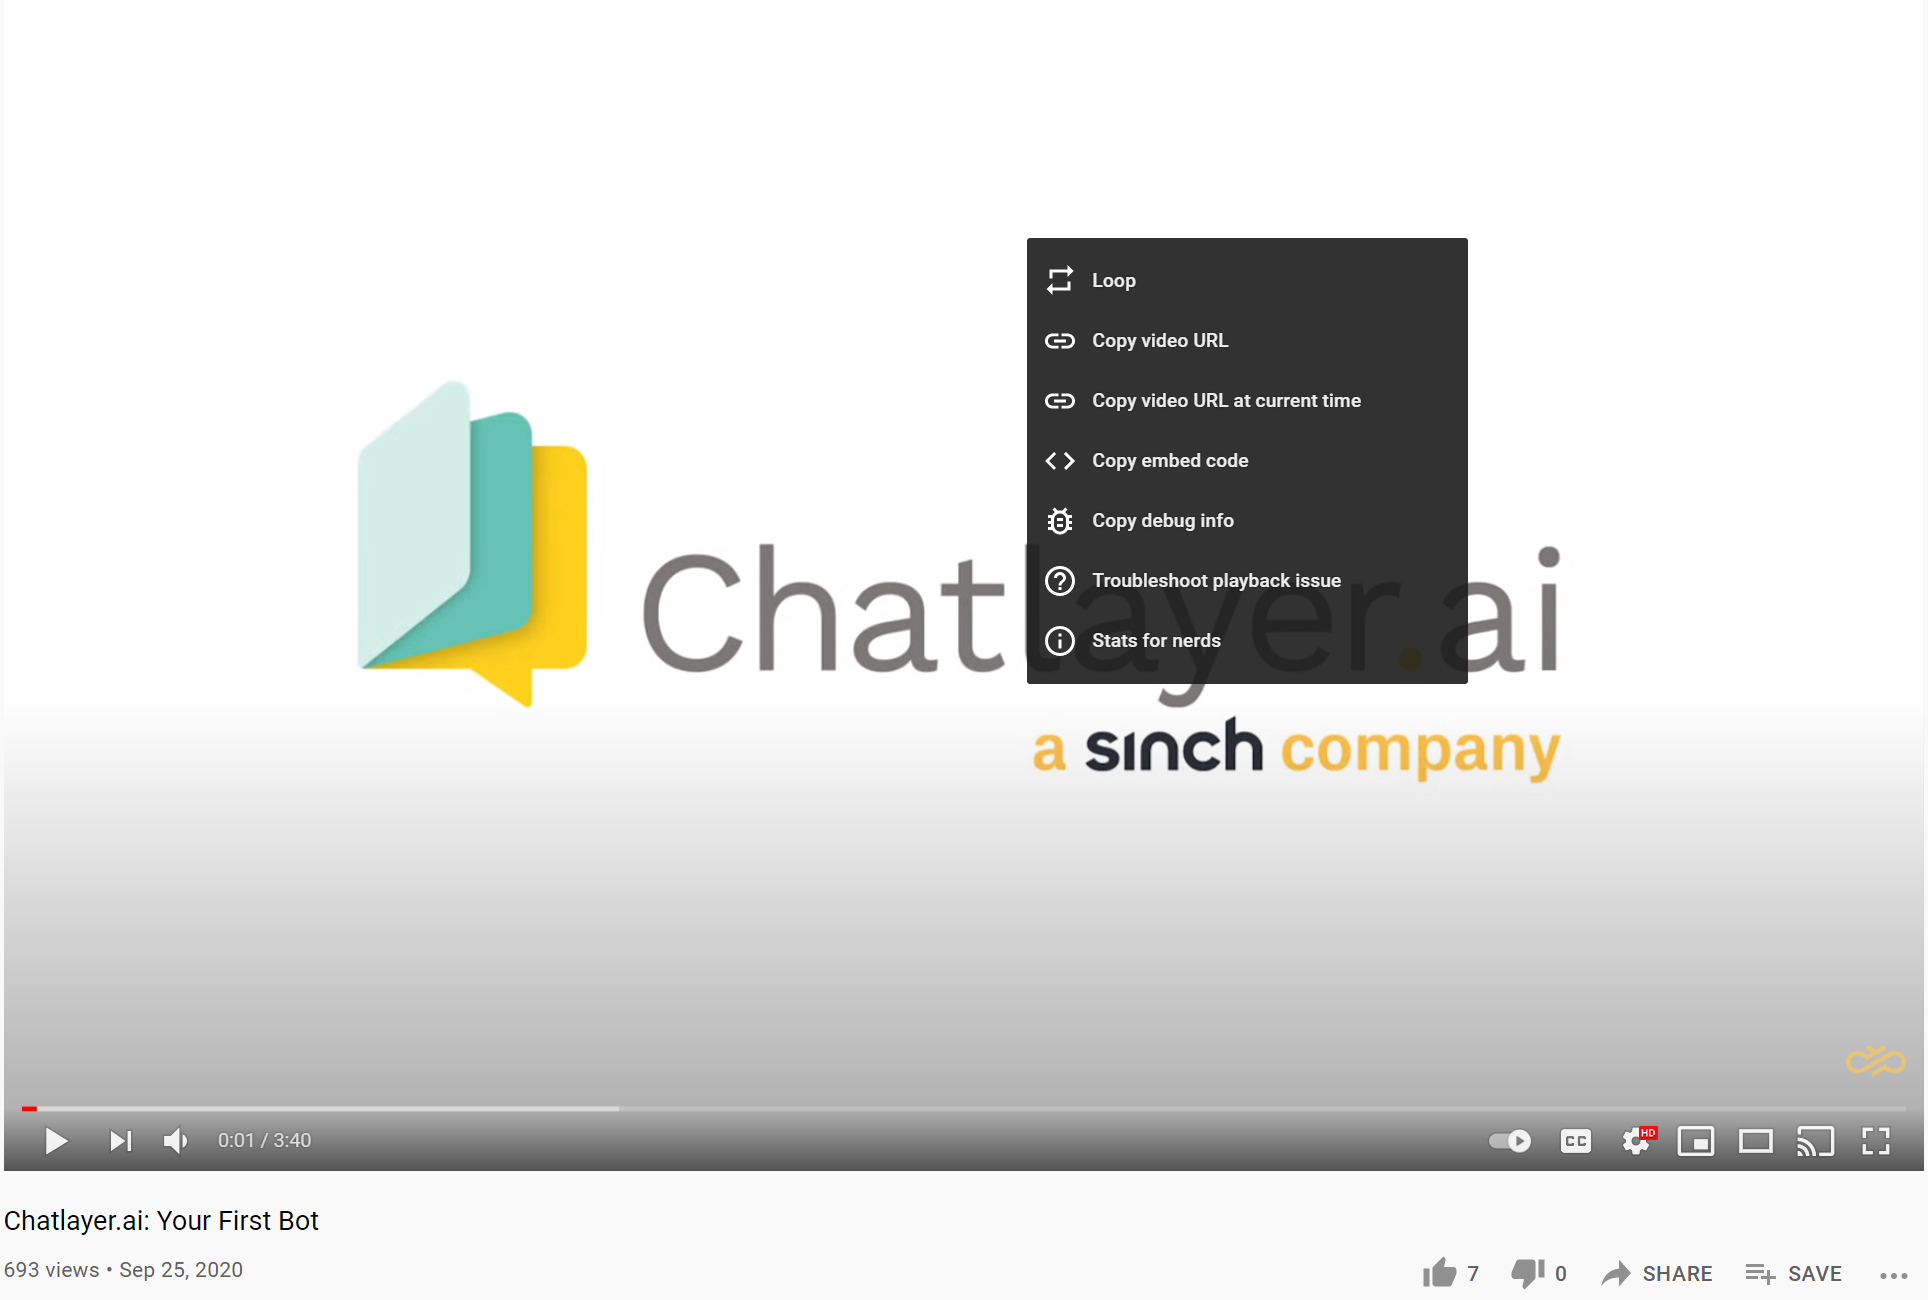 Loop
Copy video URL
Copy video URL at current time
Copy embed code
Copy debug info
Troubleshoot playback issue
Stats for nerds
Chatlayer.ai
a sinch company
0:01 / 3:40
CC
HD
Chatlayer.ai: Your First Bot
693 views • Sep 25, 2020
7 0 SHARE SAVE